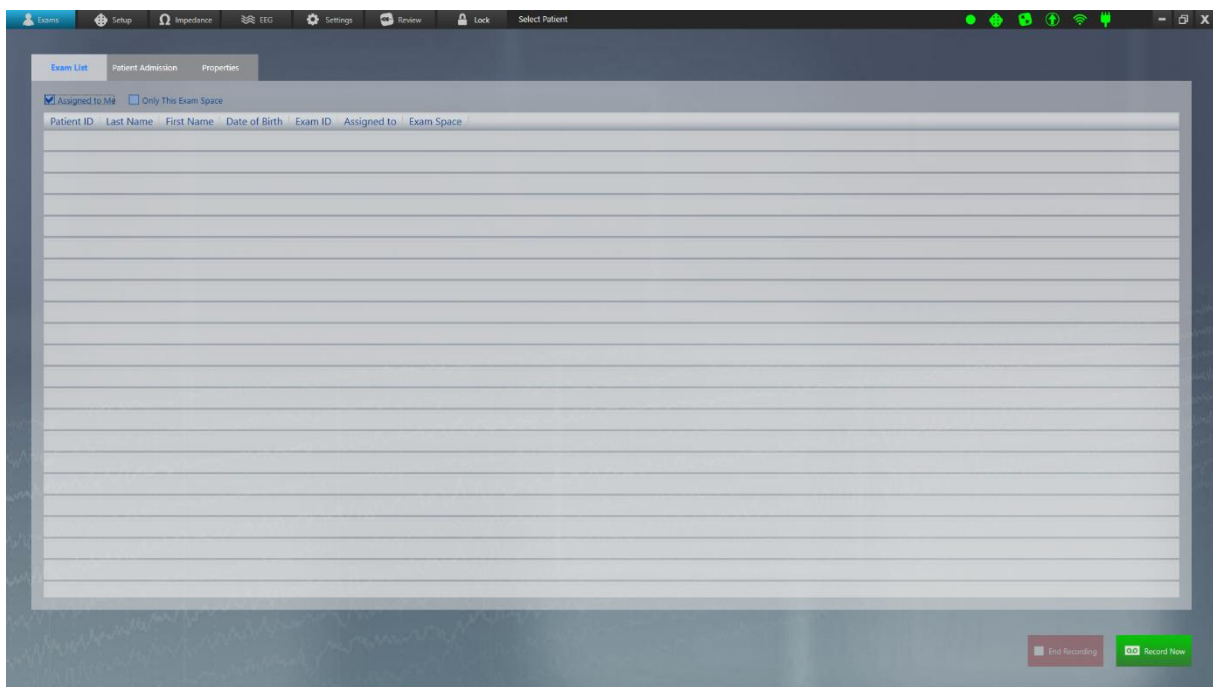 Exams Setup Ω Impedance EEG Settings Review Lock Select Patient
Exam List Patient Admission Properties
Assigned to Me Only This Exam Space
Patient ID Last Name First Name Date of Birth Exam ID Assigned to Exam Space
End Recording Record Now